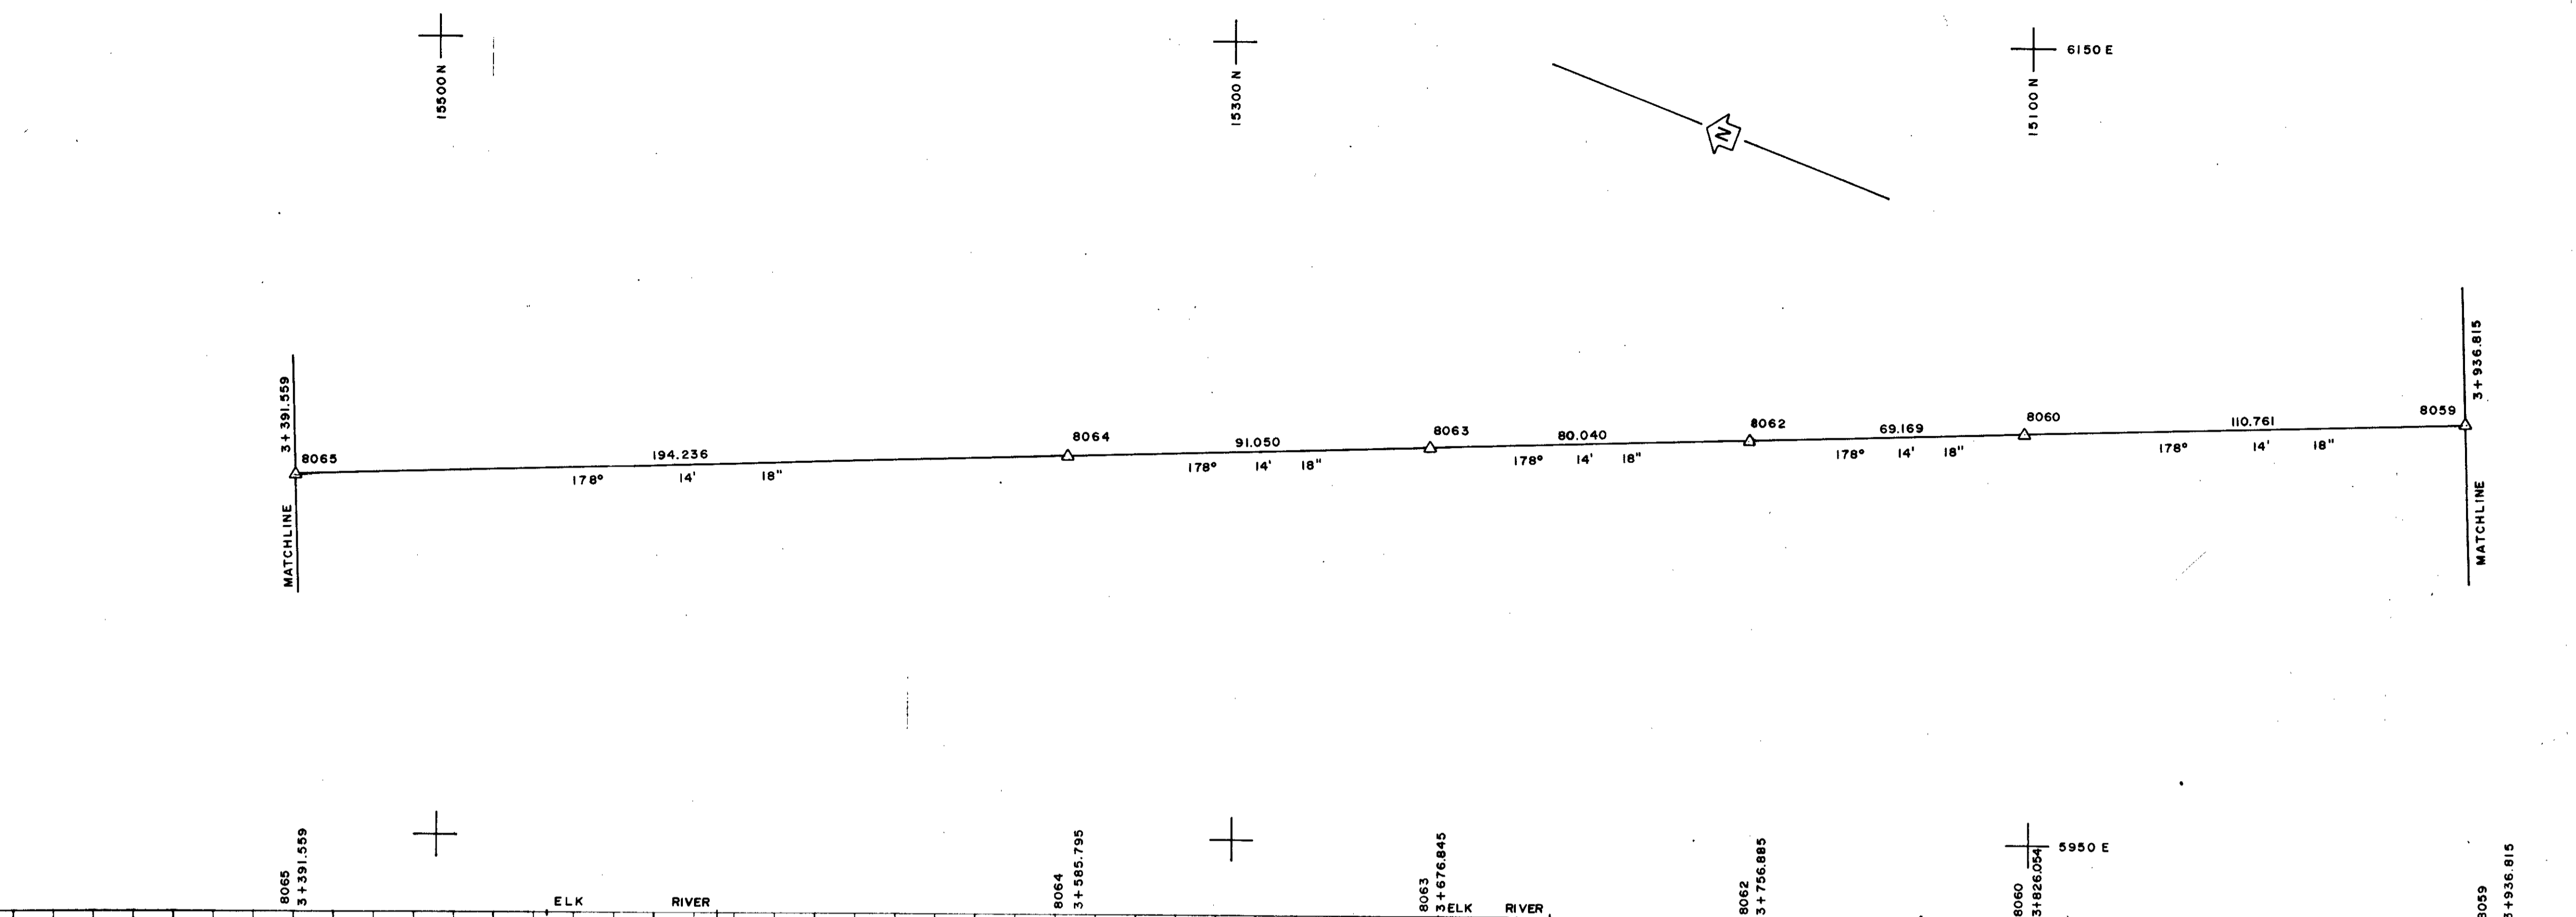 15500 N
15300 N
15100 N
6150 E
N
3+391.559
8065
194.236
178° 14' 18"
8064
91.050
178° 14' 18"
8063
80.040
178° 14' 18"
8062
69.169
178° 14' 18"
8060
110.761
178° 14' 18"
8059
3+936.815
MATCHLINE
MATCHLINE
5950 E
8065
3+391.559
ELK RIVER
8064
3+585.795
8063
3+676.845
ELK RIVER
8062
3+756.885
8060
3+826.054
8059
3+936.815